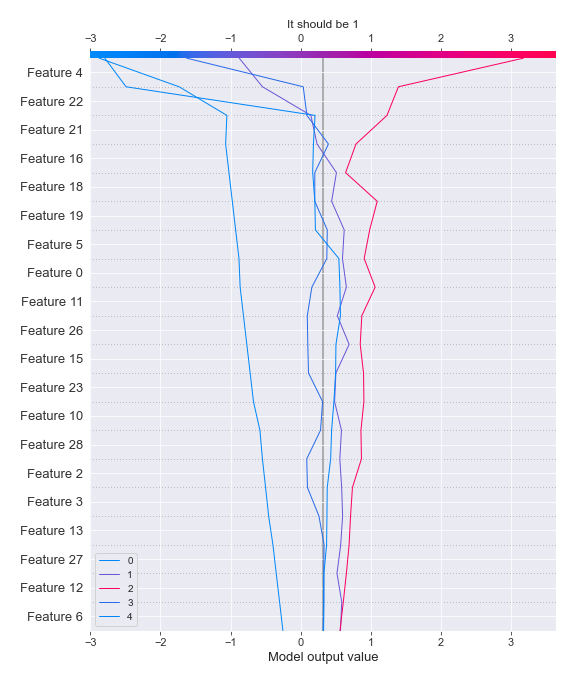 It should be 1
−3 −2 −1 0 1 2 3
Feature 4
Feature 22
Feature 21
Feature 16
Feature 18
Feature 19
Feature 5
Feature 0
Feature 11
Feature 26
Feature 15
Feature 23
Feature 10
Feature 28
Feature 2
Feature 3
Feature 13
Feature 27
Feature 12
Feature 6
0
1
2
3
4
−3 −2 −1 0 1 2 3
Model output value